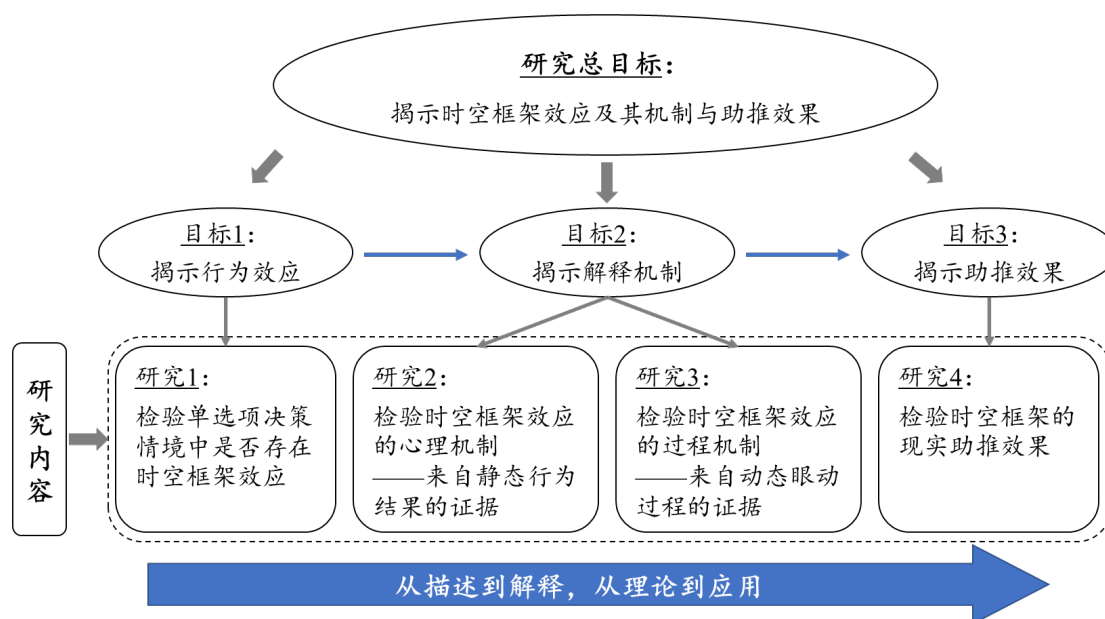 研究总目标：
揭示时空框架效应及其机制与助推效果
目标1：
揭示行为效应
目标2：
揭示解释机制
目标3：
揭示助推效果
研究内容
研究1：
检验单选项决策
情境中是否存在
时空框架效应
研究2：
检验时空框架效应
的心理机制
——来自静态行为
结果的证据
研究3：
检验时空框架效应
的过程机制
——来自动态眼动
过程的证据
研究4：
检验时空框架的
现实助推效果
从描述到解释，从理论到应用